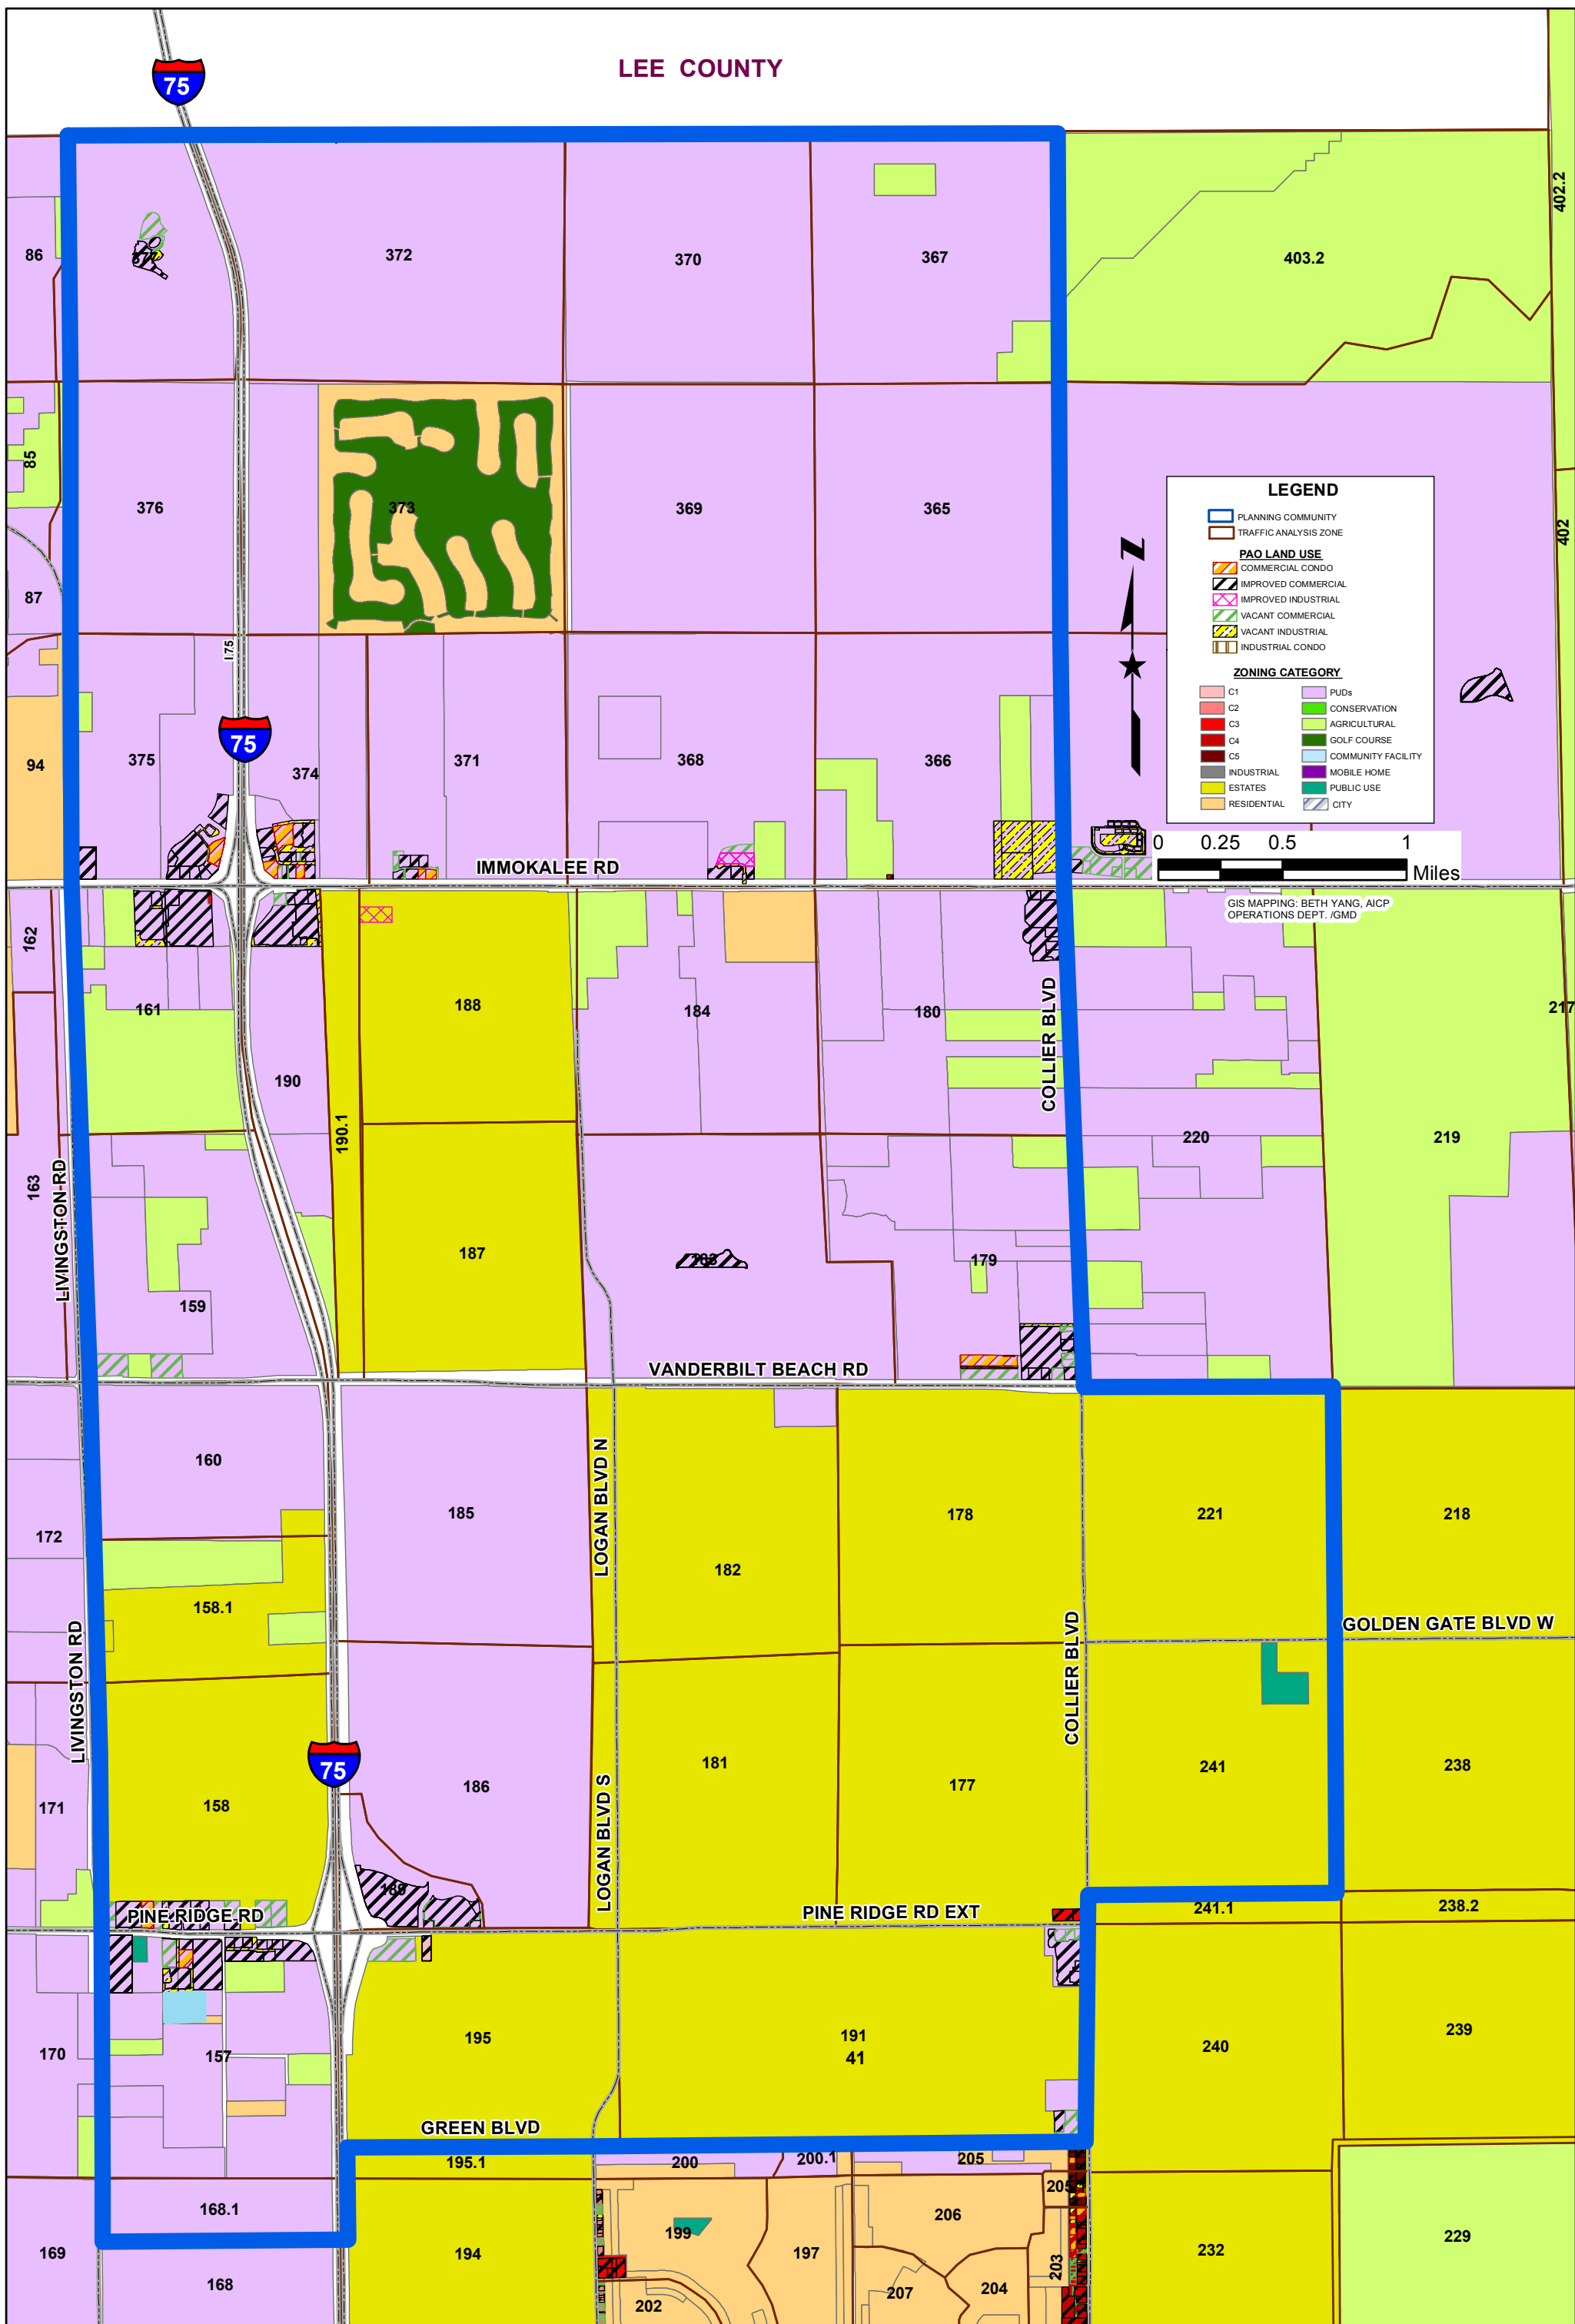 LEE COUNTY
75
402.2
86
372
370
367
403.2
377
85
376
373
369
365
402
87
LEGEND
PLANNING COMMUNITY
TRAFFIC ANALYSIS ZONE
PAO LAND USE
COMMERCIAL CONDO
IMPROVED COMMERCIAL
IMPROVED INDUSTRIAL
VACANT COMMERCIAL
VACANT INDUSTRIAL
INDUSTRIAL CONDO
ZONING CATEGORY
C1
C2
C3
C4
C5
INDUSTRIAL
ESTATES
RESIDENTIAL
PUDs
CONSERVATION
AGRICULTURAL
GOLF COURSE
COMMUNITY FACILITY
MOBILE HOME
PUBLIC USE
CITY
N
I 75
75
94
375
374
371
368
366
0 0.25 0.5 1
Miles
GIS MAPPING: BETH YANG, AICP
OPERATIONS DEPT. /GMD
IMMOKALEE RD
162
161
188
184
180
COLLIER BLVD
217
190
190.1
163
LIVINGSTON RD
220
219
187
183
179
159
VANDERBILT BEACH RD
160
185
LOGAN BLVD N
178
221
218
172
182
158.1
LIVINGSTON RD
COLLIER BLVD
GOLDEN GATE BLVD W
75
181
241
238
186
177
171
158
LOGAN BLVD S
189
PINE RIDGE RD
PINE RIDGE RD EXT
241.1
238.2
195
191
41
240
239
170
157
GREEN BLVD
195.1
200
200.1
205
205
168.1
199
206
169
194
197
203
232
229
168
202
207
204